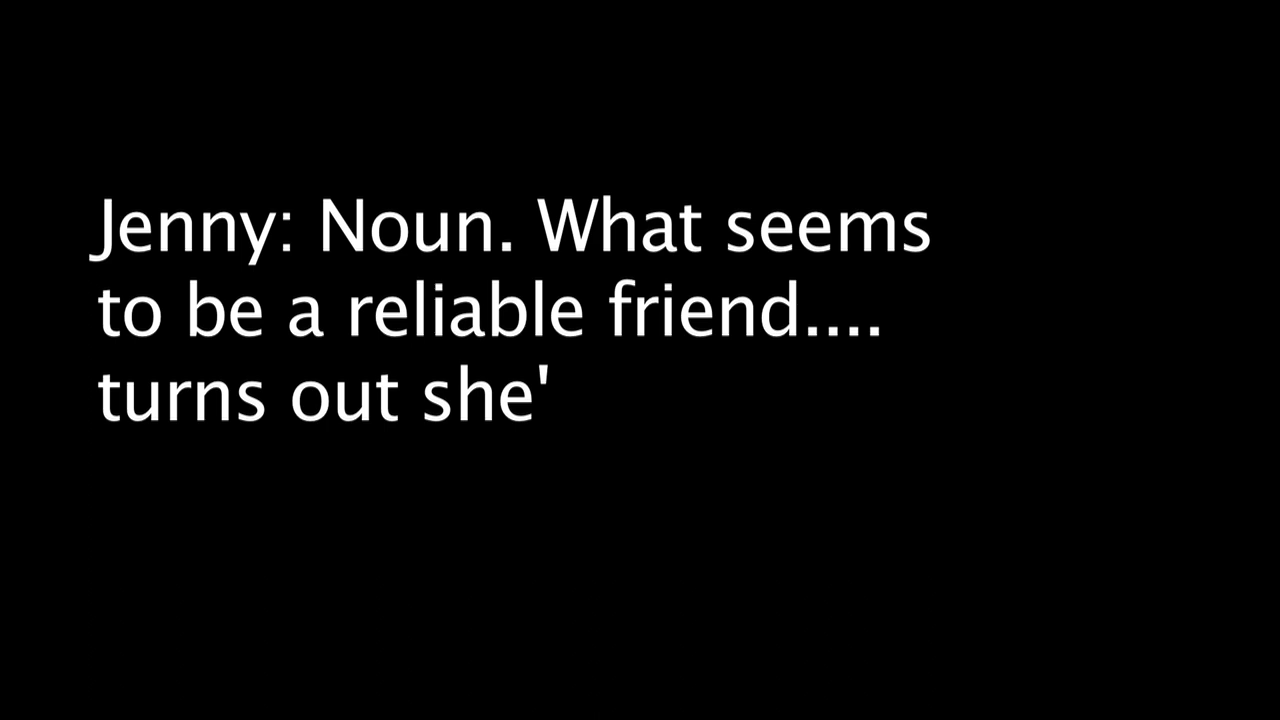 Jenny: Noun. What seems
to be a reliable friend....
turns out she'